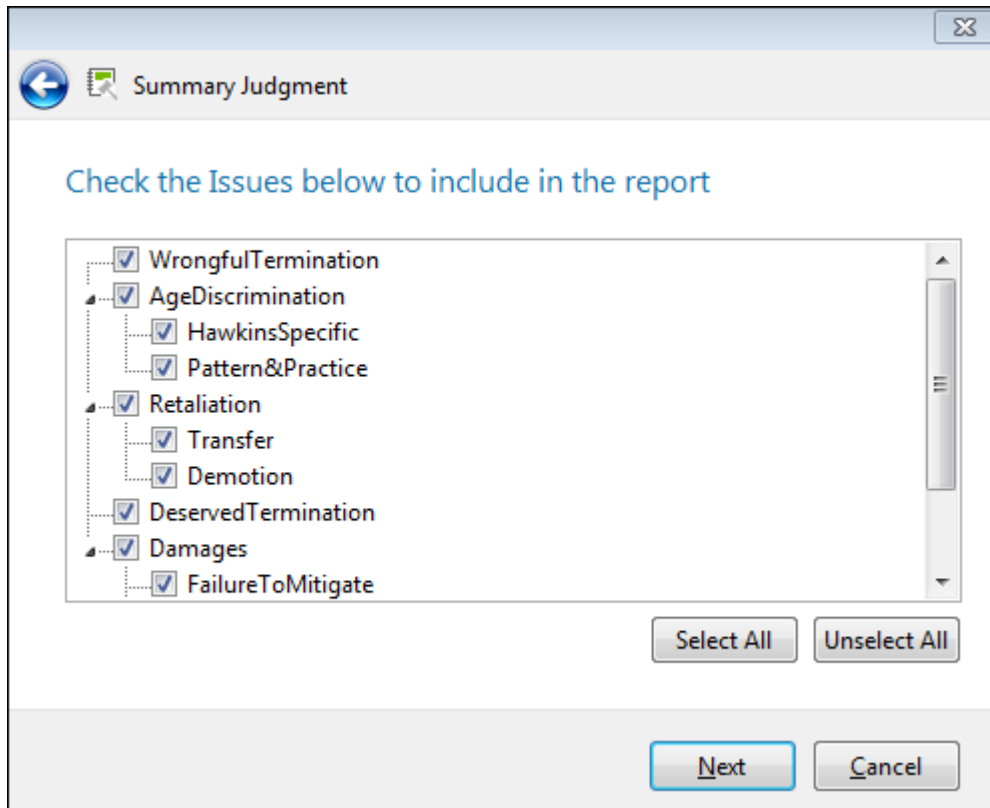 Summary Judgment
Check the Issues below to include in the report
WrongfulTermination
AgeDiscrimination
HawkinsSpecific
Pattern&Practice
Retaliation
Transfer
Demotion
DeservedTermination
Damages
FailureToMitigate
Select All Unselect All
Next Cancel